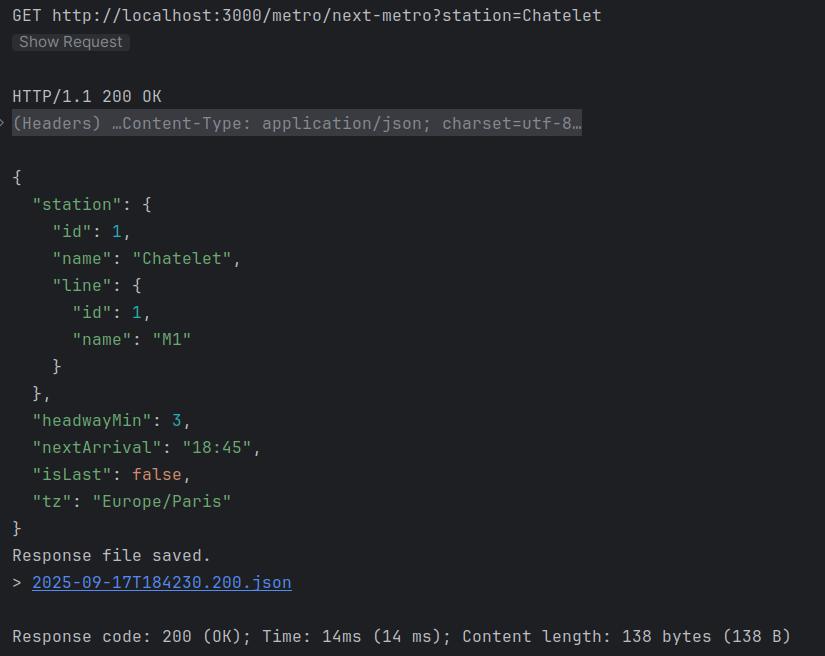 GET http://localhost:3000/metro/next-metro?station=Chatelet
Show Request
HTTP/1.1 200 OK
(Headers) …Content-Type: application/json; charset=utf-8…
{
  "station": {
    "id": 1,
    "name": "Chatelet",
    "line": {
      "id": 1,
      "name": "M1"
    }
  },
  "headwayMin": 3,
  "nextArrival": "18:45",
  "isLast": false,
  "tz": "Europe/Paris"
}
Response file saved.
> 2025-09-17T184230.200.json
Response code: 200 (OK); Time: 14ms (14 ms); Content length: 138 bytes (138 B)